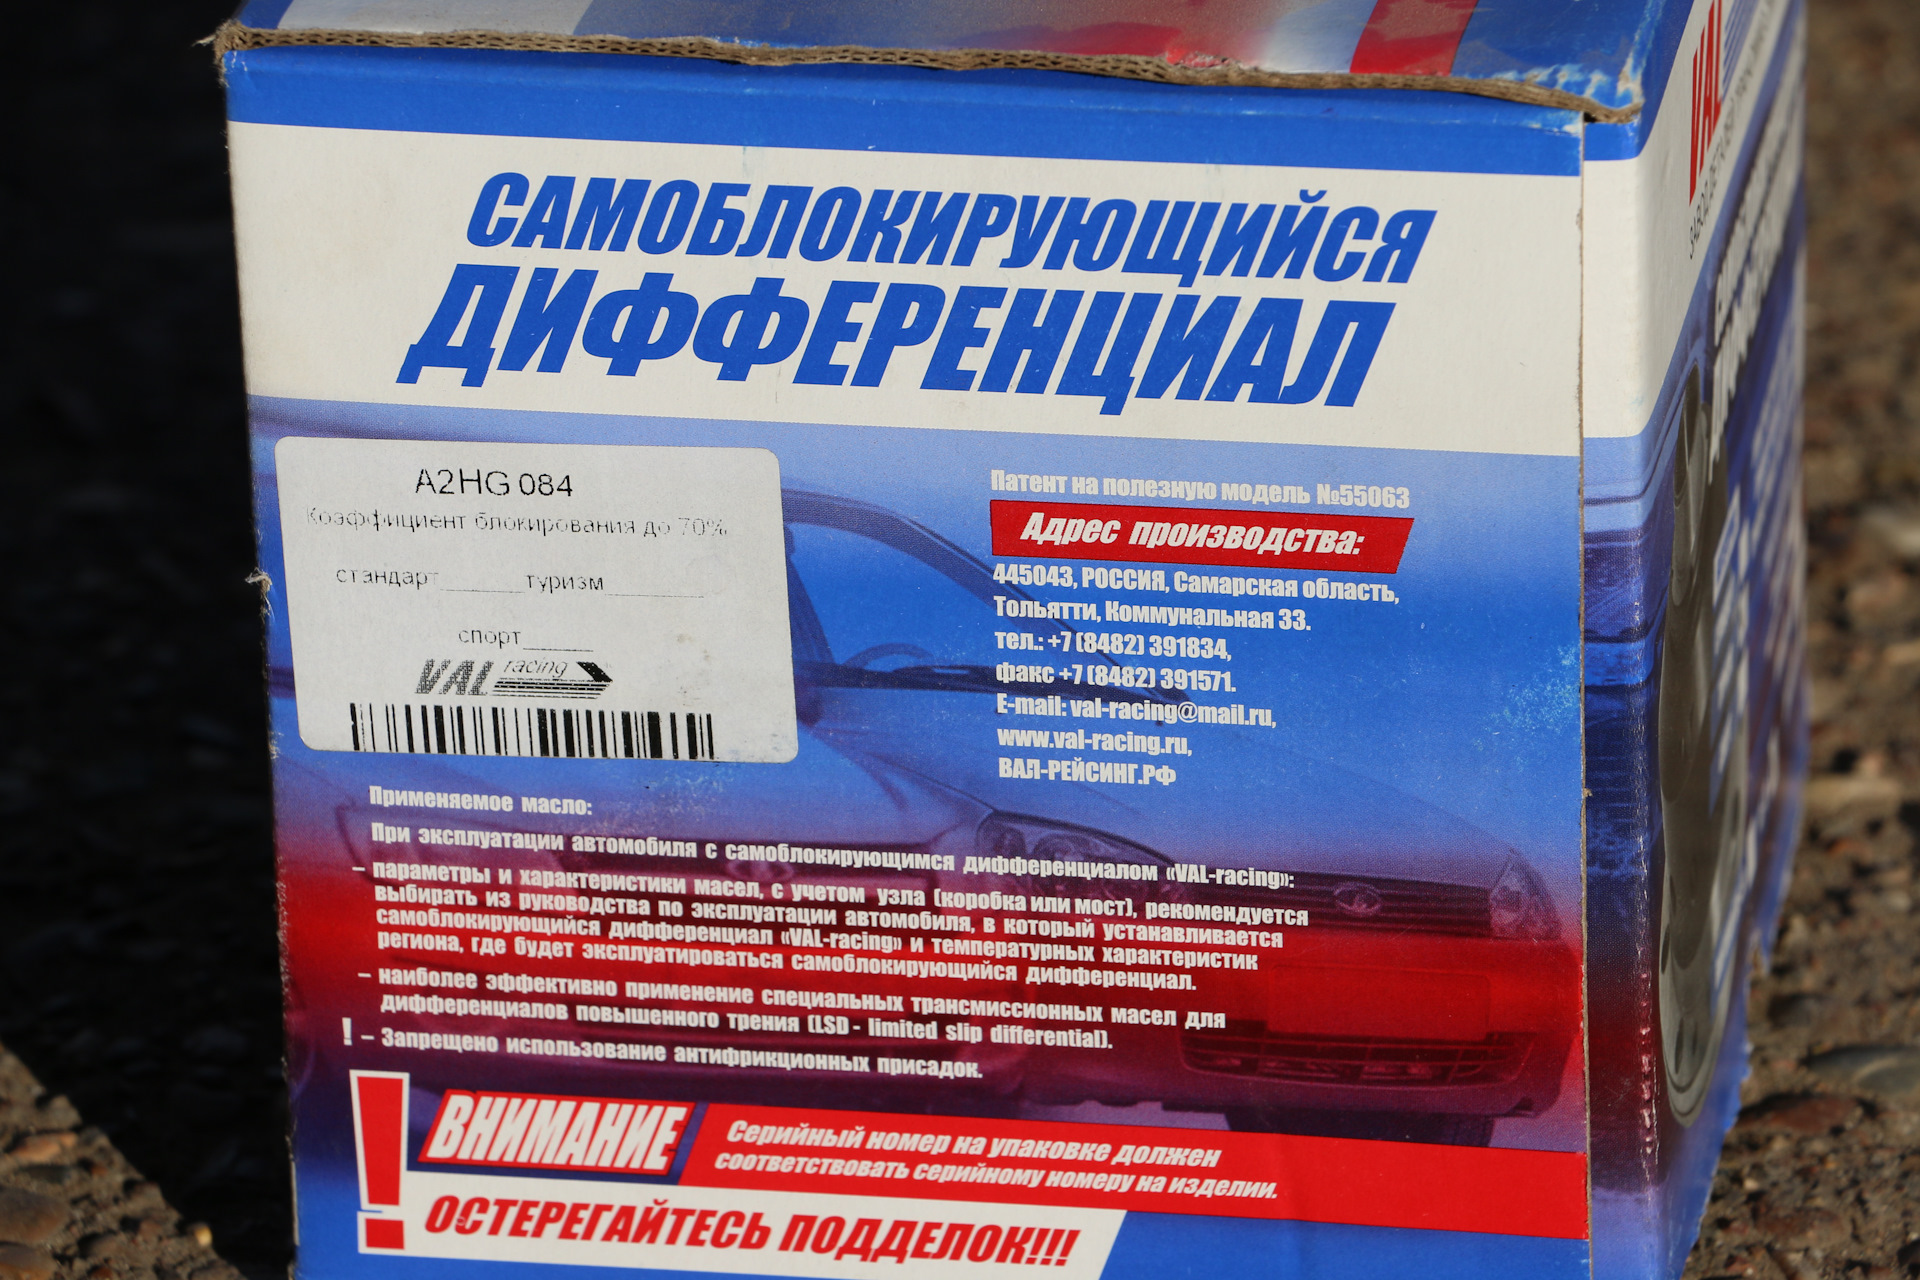 САМОБЛОКИРУЮЩИЙСЯ
ДИФФЕРЕНЦИАЛ
A2HG 084
Коэффициент блокирования до 70%
стандарт______туризм_______
спорт_____
VAL racing
Патент на полезную модель №55063
Адрес производства:
445043, РОССИЯ, Самарская область,
Тольятти, Коммунальная 33.
тел.: +7 (8482) 391834,
факс +7 (8482) 391571.
E-mail: val-racing@mail.ru,
www.val-racing.ru,
ВАЛ-РЕЙСИНГ.РФ
Применяемое масло:
При эксплуатации автомобиля с самоблокирующимся дифференциалом «VAL-racing»:
– параметры и характеристики масел, с учетом узла (коробка или мост), рекомендуется
выбирать из руководства по эксплуатации автомобиля, в который устанавливается
самоблокирующийся дифференциал «VAL-racing» и температурных характеристик
региона, где будет эксплуатироваться самоблокирующийся дифференциал.
– наиболее эффективно применение специальных трансмиссионных масел для
дифференциалов повышенного трения (LSD - limited slip differential).
! – Запрещено использование антифрикционных присадок.
! ВНИМАНИЕ
Серийный номер на упаковке должен
соответствовать серийному номеру на изделии.
ОСТЕРЕГАЙТЕСЬ ПОДДЕЛОК!!!
VAL